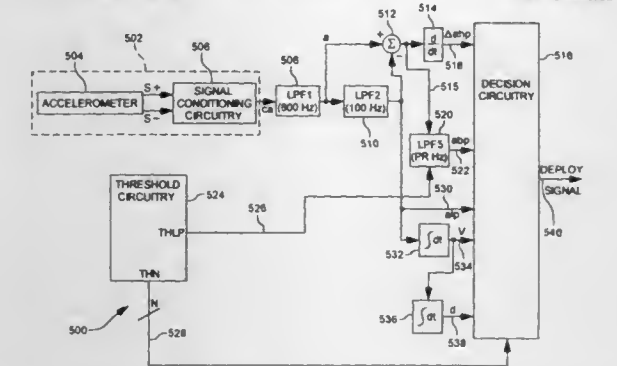 502
504
506
ACCELEROMETER
S +
S −
SIGNAL
CONDITIONING
CIRCUITRY
ca
508
LPF1
(800 Hz)
a
LPF2
(100 Hz)
510
512
+
Σ
−
514
d
dt
Δahp
518
515
520
LPF3
(PR Hz)
abp
522
516
DECISION
CIRCUITRY
DEPLOY
SIGNAL
540
THRESHOLD
CIRCUITRY
524
THLP
526
THN
N
528
500
530
alp
∫dt
532
V
534
536
∫dt
d
538